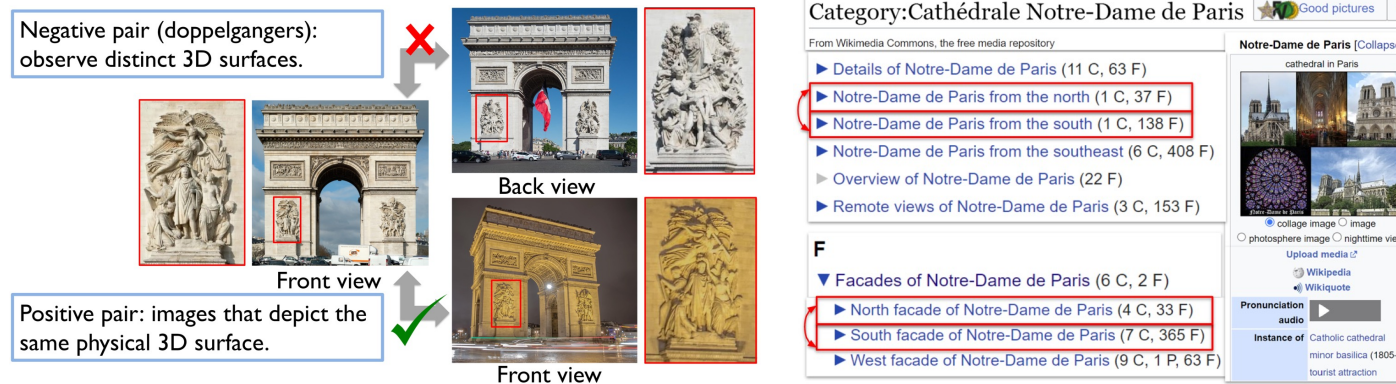 Negative pair (doppelgangers):
observe distinct 3D surfaces.
Back view
Front view
Positive pair: images that depict the
same physical 3D surface.
Front view
Category:Cathédrale Notre-Dame de Paris
Good pictures
From Wikimedia Commons, the free media repository
▶ Details of Notre-Dame de Paris (11 C, 63 F)
▶ Notre-Dame de Paris from the north (1 C, 37 F)
▶ Notre-Dame de Paris from the south (1 C, 138 F)
▶ Notre-Dame de Paris from the southeast (6 C, 408 F)
▶ Overview of Notre-Dame de Paris (22 F)
▶ Remote views of Notre-Dame de Paris (3 C, 153 F)
F
▼ Facades of Notre-Dame de Paris (6 C, 2 F)
▶ North facade of Notre-Dame de Paris (4 C, 33 F)
▶ South facade of Notre-Dame de Paris (7 C, 365 F)
▶ West facade of Notre-Dame de Paris (9 C, 1 P, 63 F)
Notre-Dame de Paris [Collaps
cathedral in Paris
Notre-Dame de Paris
collage image image
photosphere image nighttime vie
Upload media
Wikipedia
Wikiquote
Pronunciation
audio
Instance of Catholic cathedral
minor basilica (1805-
tourist attraction